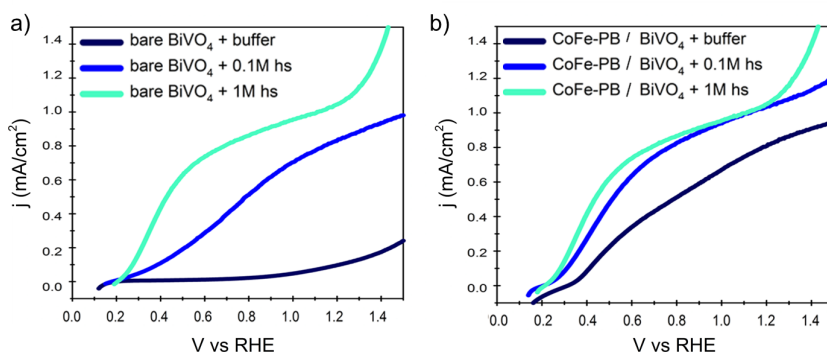 a)
bare BiVO₄ + buffer
bare BiVO₄ + 0.1M hs
bare BiVO₄ + 1M hs
j (mA/cm²)
1.4
1.2
1.0
0.8
0.6
0.4
0.2
0.0
0.0 0.2 0.4 0.6 0.8 1.0 1.2 1.4
V vs RHE
b)
CoFe-PB / BiVO₄ + buffer
CoFe-PB / BiVO₄ + 0.1M hs
CoFe-PB / BiVO₄ + 1M hs
j (mA/cm²)
1.4
1.2
1.0
0.8
0.6
0.4
0.2
0.0
0.0 0.2 0.4 0.6 0.8 1.0 1.2 1.4
V vs RHE